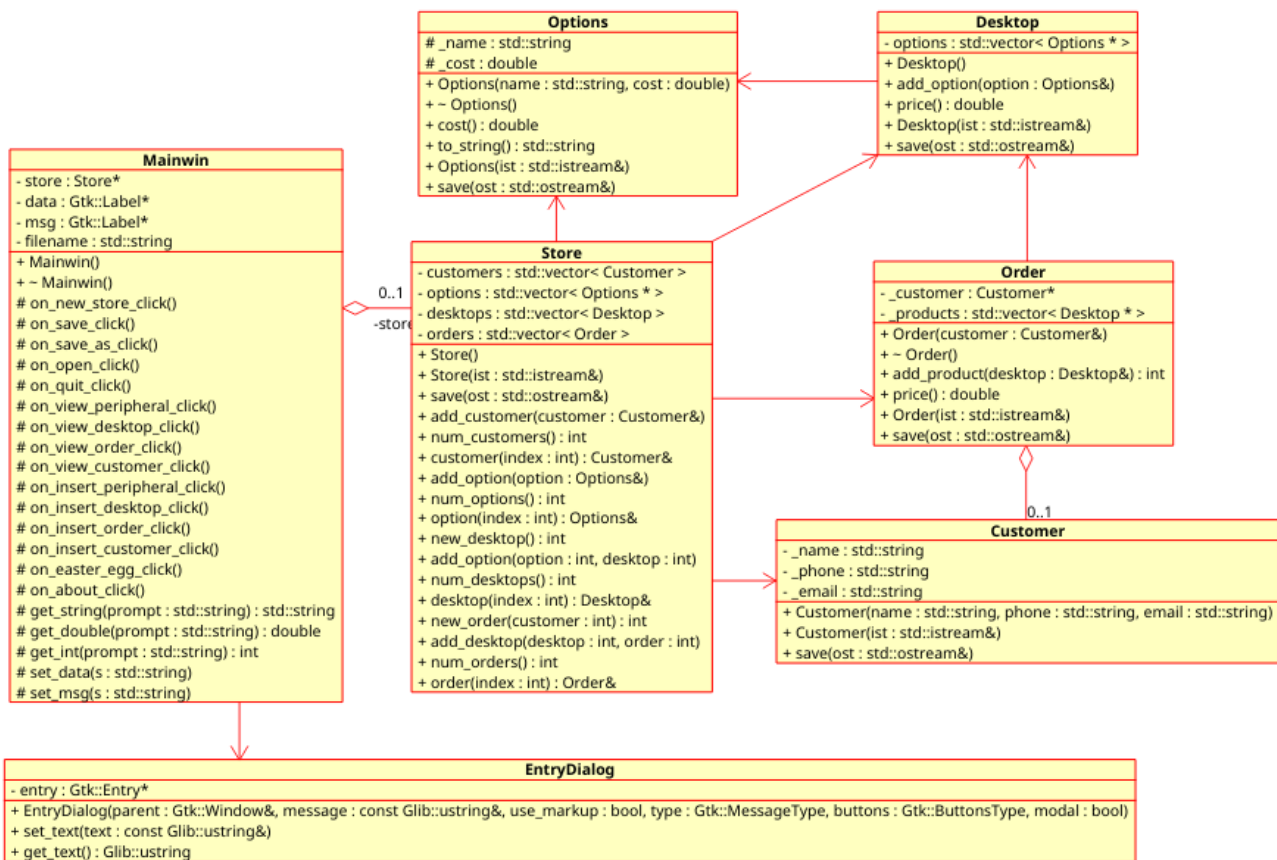 Options
# _name : std::string
# _cost : double
+ Options(name : std::string, cost : double)
+ ~ Options()
+ cost() : double
+ to_string() : std::string
+ Options(ist : std::istream&)
+ save(ost : std::ostream&)
Desktop
- options : std::vector< Options * >
+ Desktop()
+ add_option(option : Options&)
+ price() : double
+ Desktop(ist : std::istream&)
+ save(ost : std::ostream&)
Mainwin
- store : Store*
- data : Gtk::Label*
- msg : Gtk::Label*
- filename : std::string
+ Mainwin()
+ ~ Mainwin()
# on_new_store_click()
# on_save_click()
# on_save_as_click()
# on_open_click()
# on_quit_click()
# on_view_peripheral_click()
# on_view_desktop_click()
# on_view_order_click()
# on_view_customer_click()
# on_insert_peripheral_click()
# on_insert_desktop_click()
# on_insert_order_click()
# on_insert_customer_click()
# on_easter_egg_click()
# on_about_click()
# get_string(prompt : std::string) : std::string
# get_double(prompt : std::string) : double
# get_int(prompt : std::string) : int
# set_data(s : std::string)
# set_msg(s : std::string)
0..1
-store
Store
- customers : std::vector< Customer >
- options : std::vector< Options * >
- desktops : std::vector< Desktop >
- orders : std::vector< Order >
+ Store()
+ Store(ist : std::istream&)
+ save(ost : std::ostream&)
+ add_customer(customer : Customer&)
+ num_customers() : int
+ customer(index : int) : Customer&
+ add_option(option : Options&)
+ num_options() : int
+ option(index : int) : Options&
+ new_desktop() : int
+ add_option(option : int, desktop : int)
+ num_desktops() : int
+ desktop(index : int) : Desktop&
+ new_order(customer : int) : int
+ add_desktop(desktop : int, order : int)
+ num_orders() : int
+ order(index : int) : Order&
Order
- _customer : Customer*
- _products : std::vector< Desktop * >
+ Order(customer : Customer&)
+ ~ Order()
+ add_product(desktop : Desktop&) : int
+ price() : double
+ Order(ist : std::istream&)
+ save(ost : std::ostream&)
0..1
Customer
- _name : std::string
- _phone : std::string
- _email : std::string
+ Customer(name : std::string, phone : std::string, email : std::string)
+ Customer(ist : std::istream&)
+ save(ost : std::ostream&)
EntryDialog
- entry : Gtk::Entry*
+ EntryDialog(parent : Gtk::Window&, message : const Glib::ustring&, use_markup : bool, type : Gtk::MessageType, buttons : Gtk::ButtonsType, modal : bool)
+ set_text(text : const Glib::ustring&)
+ get_text() : Glib::ustring